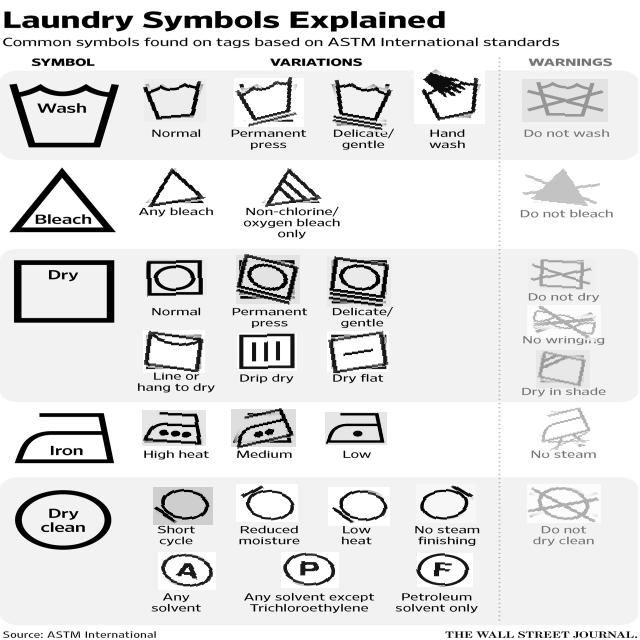 Laundry Symbols Explained
Common symbols found on tags based on ASTM International standards
SYMBOL VARIATIONS WARNINGS
Wash
Normal
Permanent
press
Delicate/
gentle
Hand
wash
Do not wash
Bleach
Any bleach
Non-chlorine/
oxygen bleach
only
Do not bleach
Dry
Normal
Permanent
press
Delicate/
gentle
Line or
hang to dry
Drip dry
Dry flat
Do not dry
No wringing
Dry in shade
Iron
High heat
Medium
Low
No steam
Dry
clean
Short
cycle
Reduced
moisture
Low
heat
No steam
finishing
Do not
dry clean
A
Any
solvent
P
Any solvent except
Trichloroethylene
F
Petroleum
solvent only
Source: ASTM International
THE WALL STREET JOURNAL.